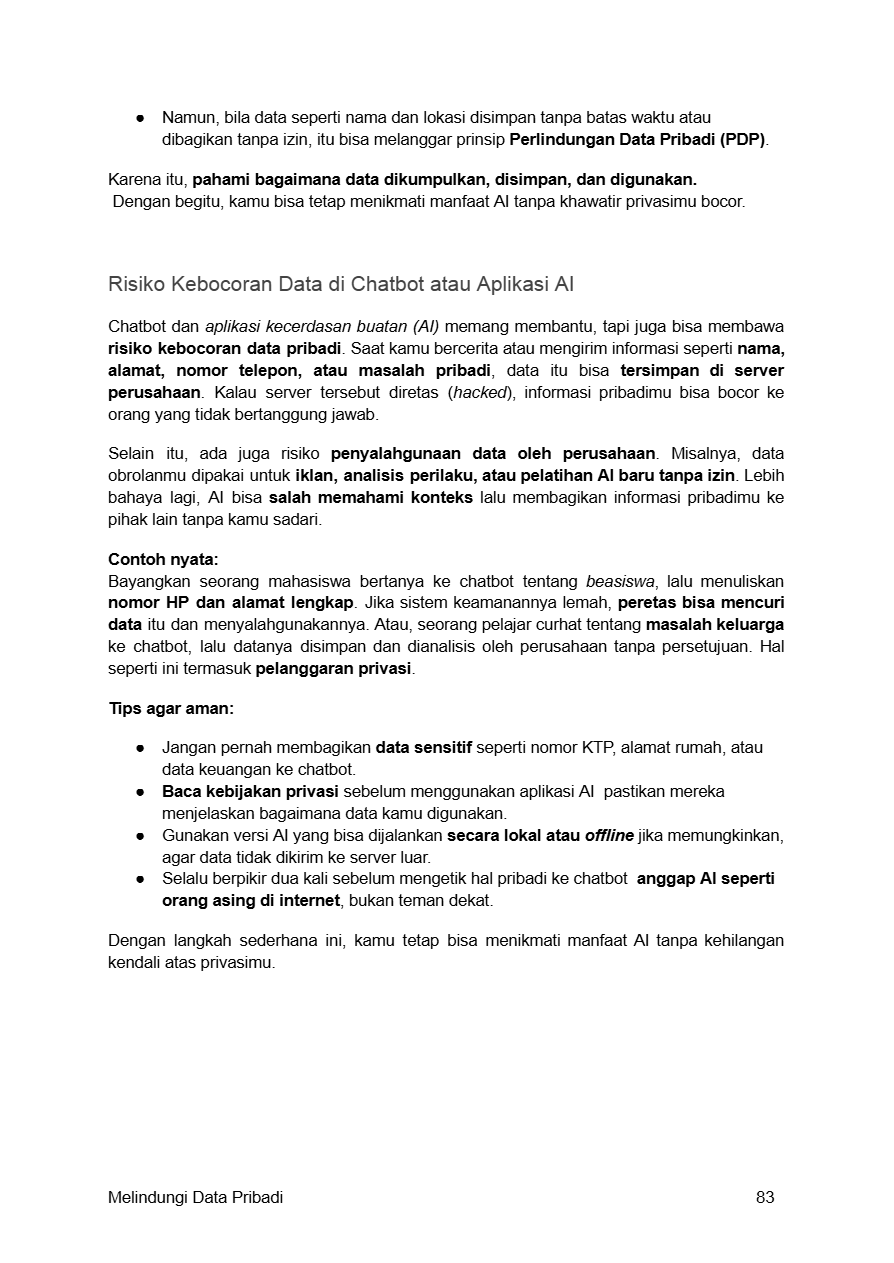 ● Namun, bila data seperti nama dan lokasi disimpan tanpa batas waktu atau
dibagikan tanpa izin, itu bisa melanggar prinsip Perlindungan Data Pribadi (PDP).
Karena itu, pahami bagaimana data dikumpulkan, disimpan, dan digunakan.
Dengan begitu, kamu bisa tetap menikmati manfaat AI tanpa khawatir privasimu bocor.
Risiko Kebocoran Data di Chatbot atau Aplikasi AI
Chatbot dan aplikasi kecerdasan buatan (AI) memang membantu, tapi juga bisa membawa
risiko kebocoran data pribadi. Saat kamu bercerita atau mengirim informasi seperti nama,
alamat, nomor telepon, atau masalah pribadi, data itu bisa tersimpan di server
perusahaan. Kalau server tersebut diretas (hacked), informasi pribadimu bisa bocor ke
orang yang tidak bertanggung jawab.
Selain itu, ada juga risiko penyalahgunaan data oleh perusahaan. Misalnya, data
obrolanmu dipakai untuk iklan, analisis perilaku, atau pelatihan AI baru tanpa izin. Lebih
bahaya lagi, AI bisa salah memahami konteks lalu membagikan informasi pribadimu ke
pihak lain tanpa kamu sadari.
Contoh nyata:
Bayangkan seorang mahasiswa bertanya ke chatbot tentang beasiswa, lalu menuliskan
nomor HP dan alamat lengkap. Jika sistem keamanannya lemah, peretas bisa mencuri
data itu dan menyalahgunakannya. Atau, seorang pelajar curhat tentang masalah keluarga
ke chatbot, lalu datanya disimpan dan dianalisis oleh perusahaan tanpa persetujuan. Hal
seperti ini termasuk pelanggaran privasi.
Tips agar aman:
● Jangan pernah membagikan data sensitif seperti nomor KTP, alamat rumah, atau
data keuangan ke chatbot.
● Baca kebijakan privasi sebelum menggunakan aplikasi AI  pastikan mereka
menjelaskan bagaimana data kamu digunakan.
● Gunakan versi AI yang bisa dijalankan secara lokal atau offline jika memungkinkan,
agar data tidak dikirim ke server luar.
● Selalu berpikir dua kali sebelum mengetik hal pribadi ke chatbot  anggap AI seperti
orang asing di internet, bukan teman dekat.
Dengan langkah sederhana ini, kamu tetap bisa menikmati manfaat AI tanpa kehilangan
kendali atas privasimu.
Melindungi Data Pribadi 83